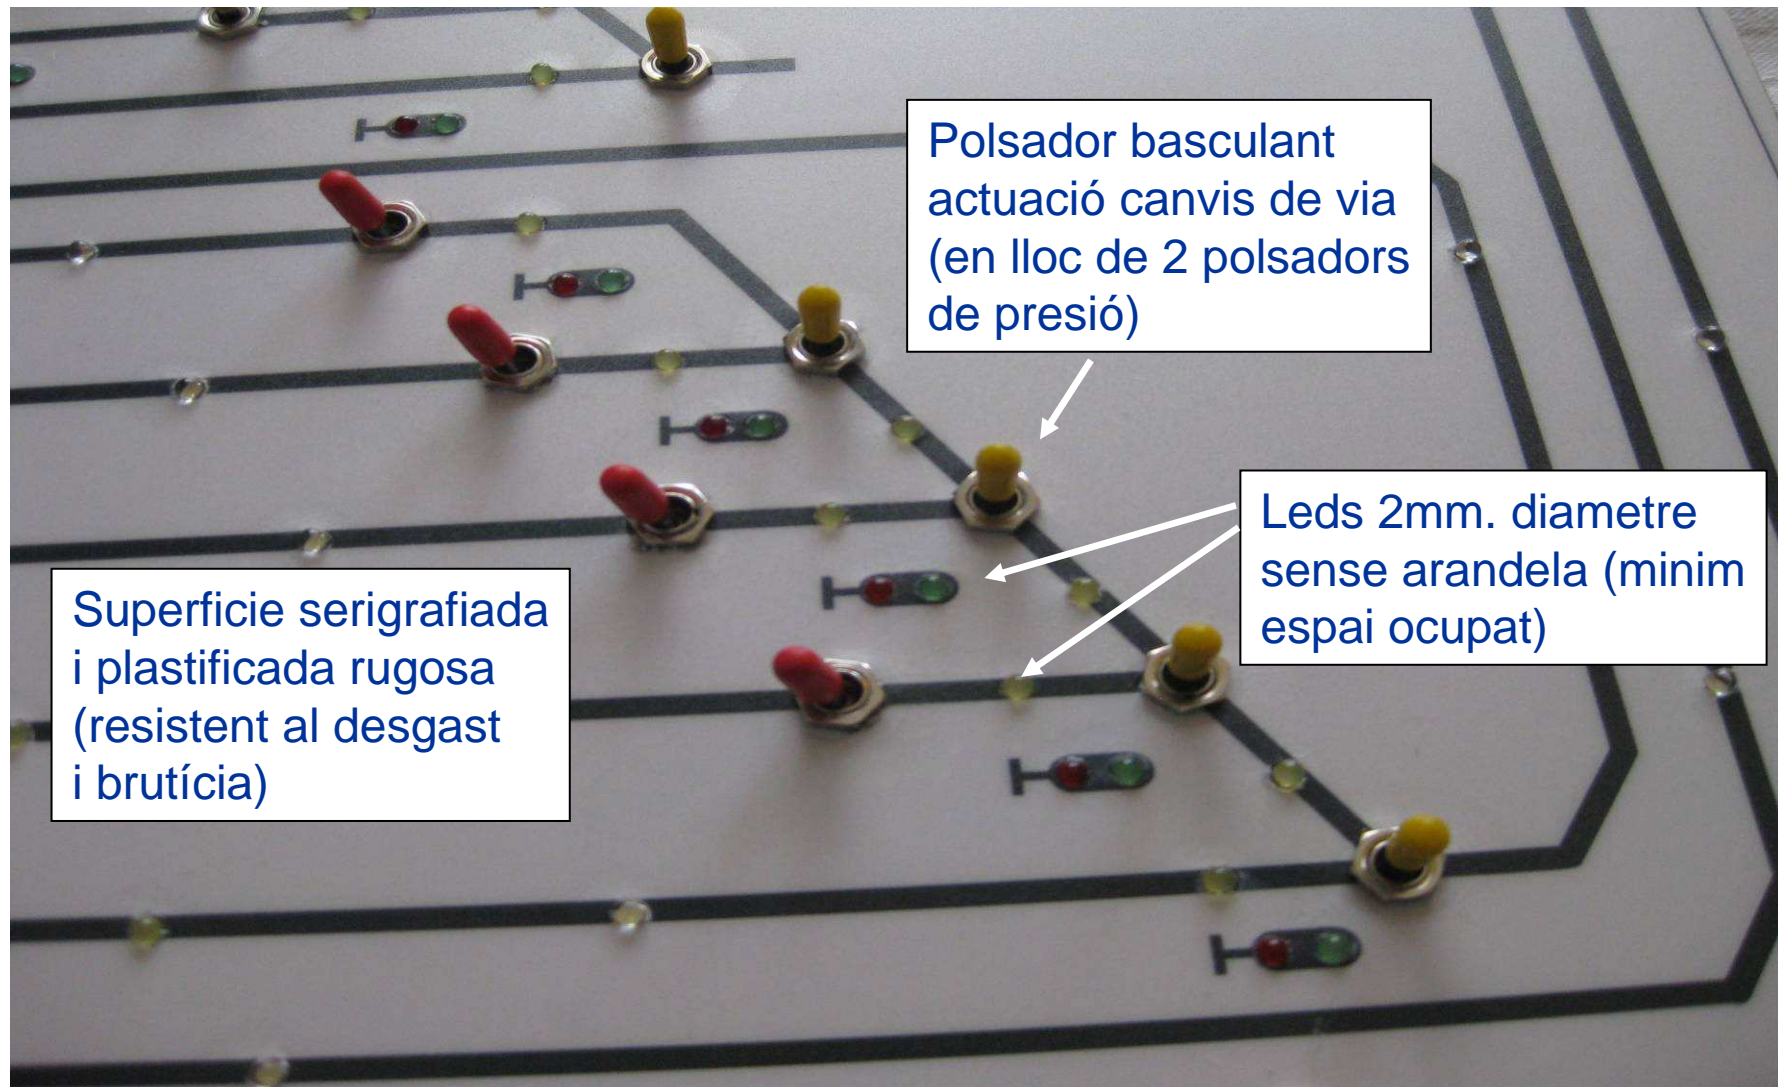 Polsador basculant
actuació canvis de via
(en lloc de 2 polsadors
de presió)
Leds 2mm. diametre
sense arandela (minim
espai ocupat)
Superficie serigrafiada
i plastificada rugosa
(resistent al desgast
i brutícia)